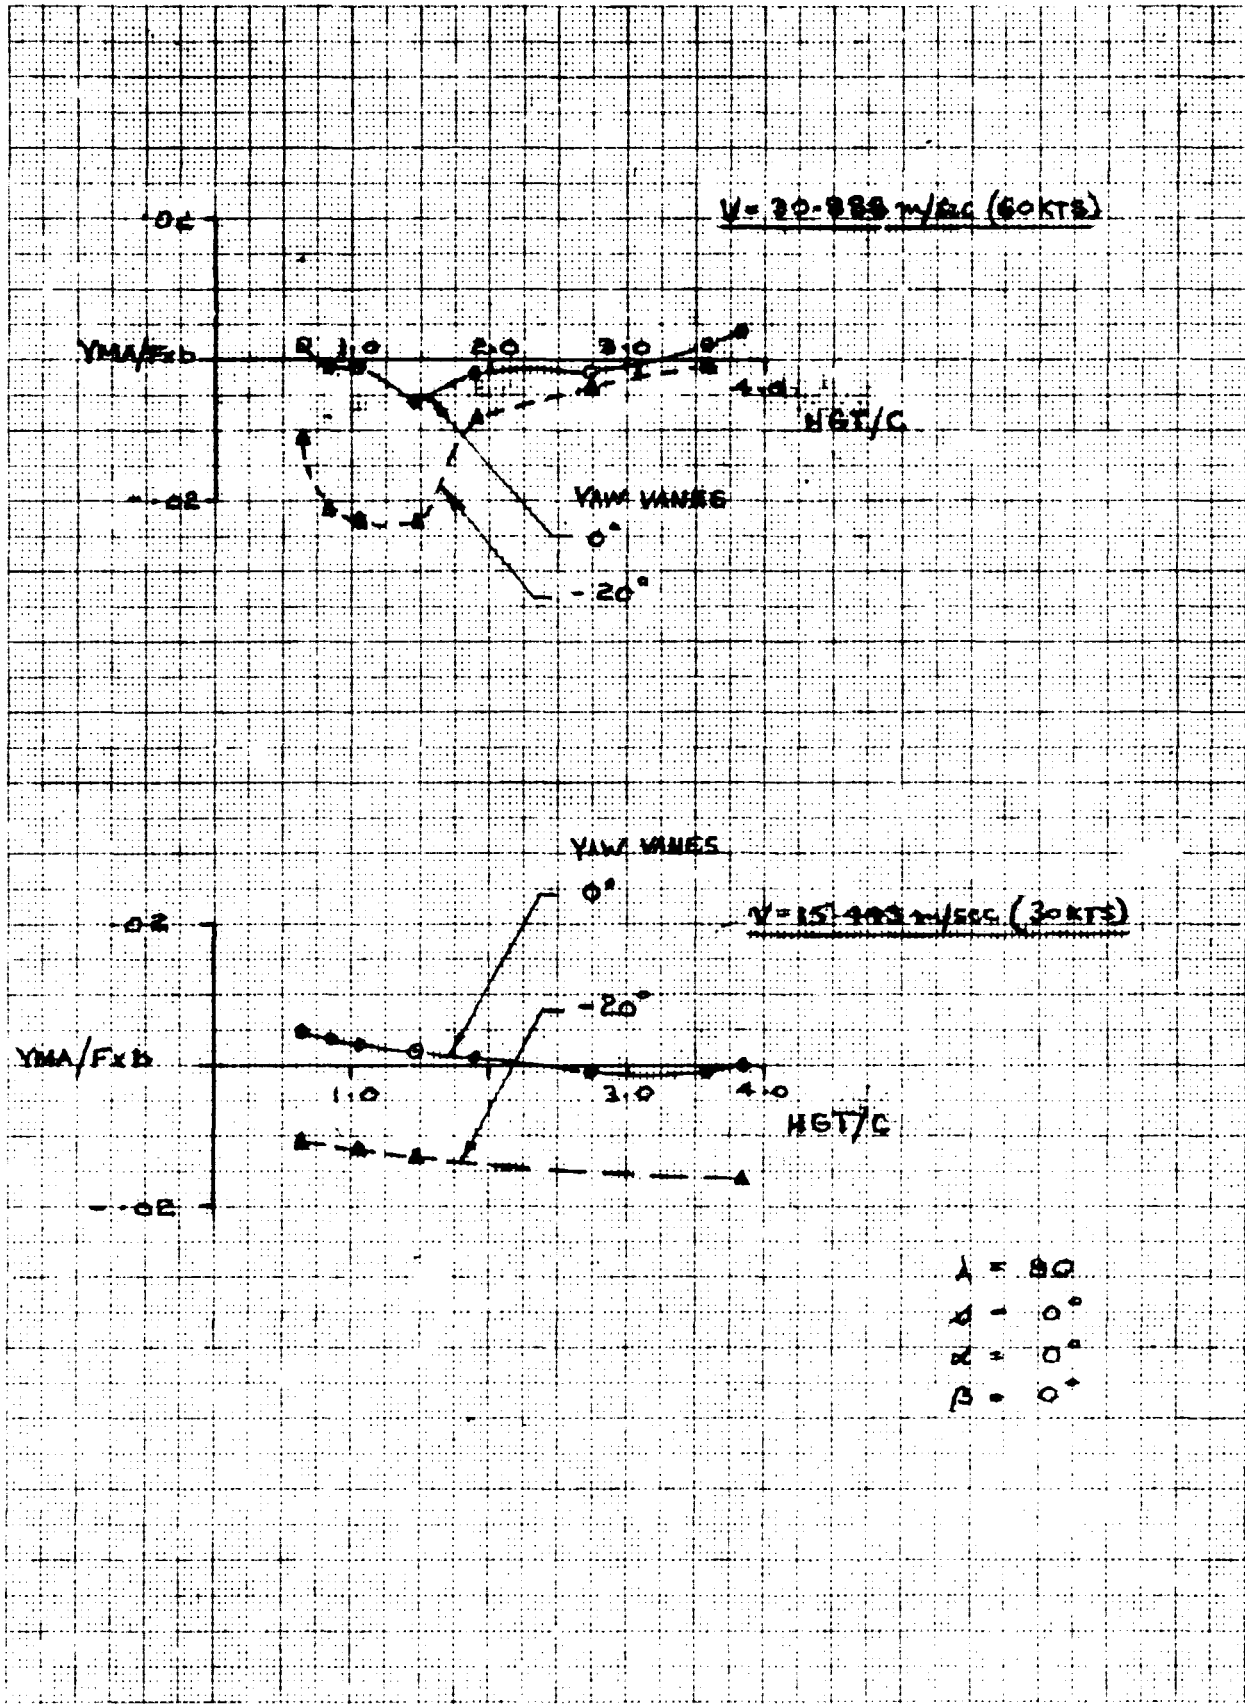 .02
V = 30.888 m/sec (60KTS)
YMA/Fxb
1.0 2.0 3.0 4.0
HGT/C
-.02
YAW VANES
0°
-20°
YAW VANES
0°
.02
V = 15.443 m/sec (30KTS)
-20°
YMA/Fxb
1.0 3.0 4.0
HGT/C
-.02
λ = 80
= 0°
α = 0°
β = 0°